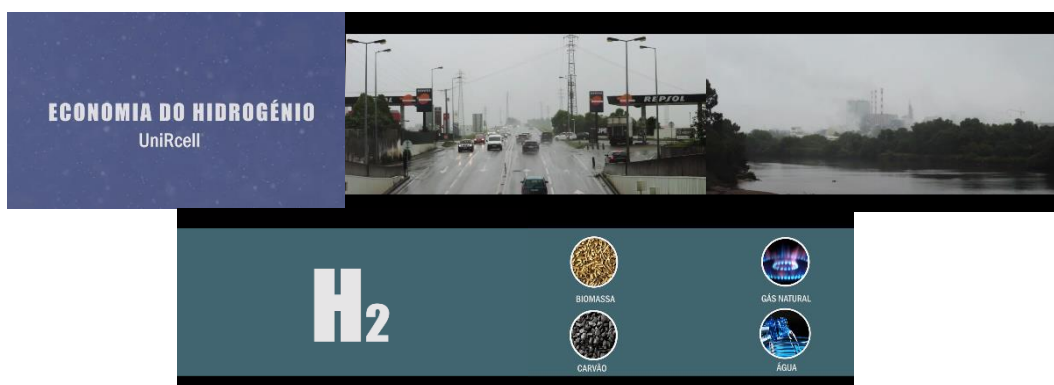 ECONOMIA DO HIDROGÉNIO
UniRcell
REPSOL
H2
BIOMASSA
GÁS NATURAL
CARVÃO
ÁGUA